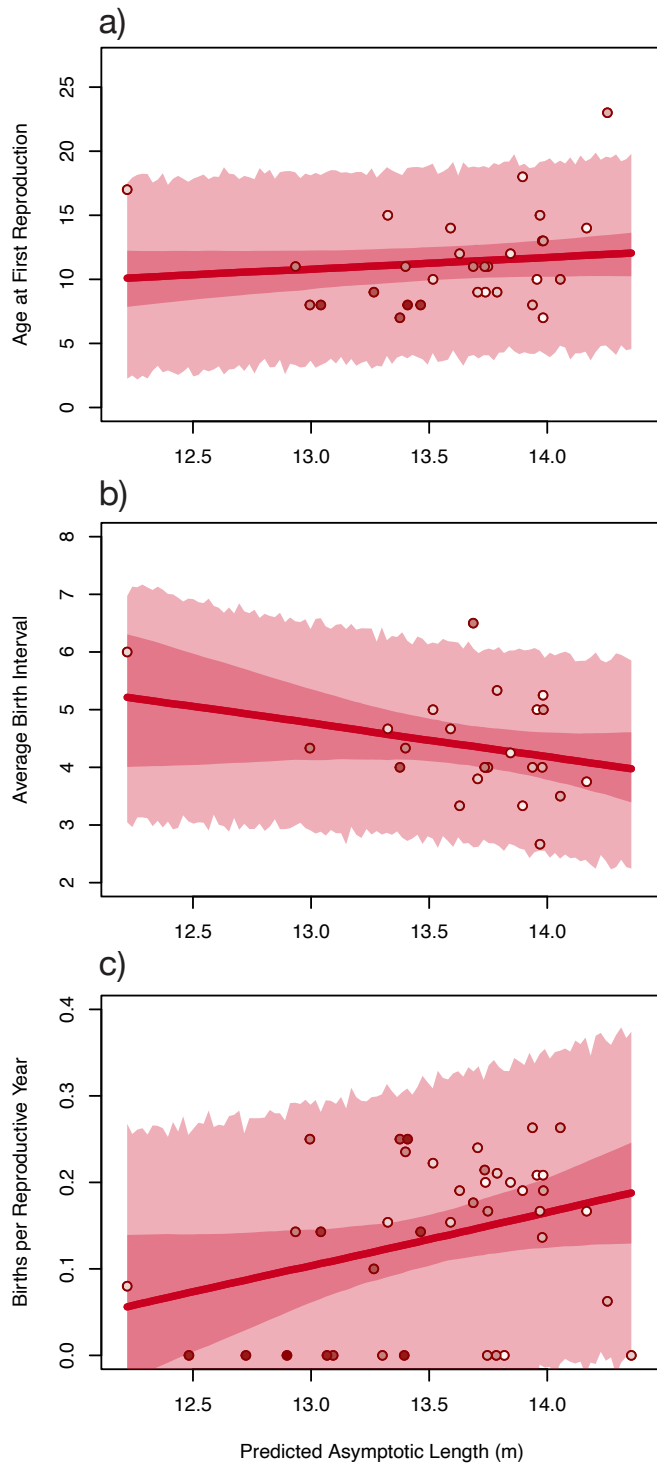 a)
Age at First Reproduction
25
20
15
10
5
0
12.5 13.0 13.5 14.0
b)
Average Birth Interval
8
7
6
5
4
3
2
12.5 13.0 13.5 14.0
c)
Births per Reproductive Year
0.4
0.3
0.2
0.1
0.0
12.5 13.0 13.5 14.0
Predicted Asymptotic Length (m)